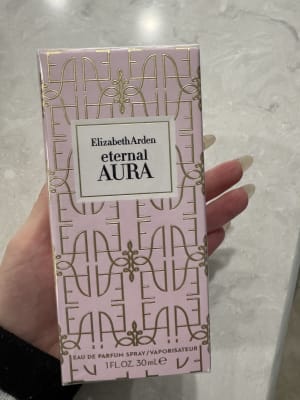 ElizabethArden
eternal
AURA
EAU DE PARFUM SPRAY/VAPORISATEUR
1 FL.OZ. 30 mL e